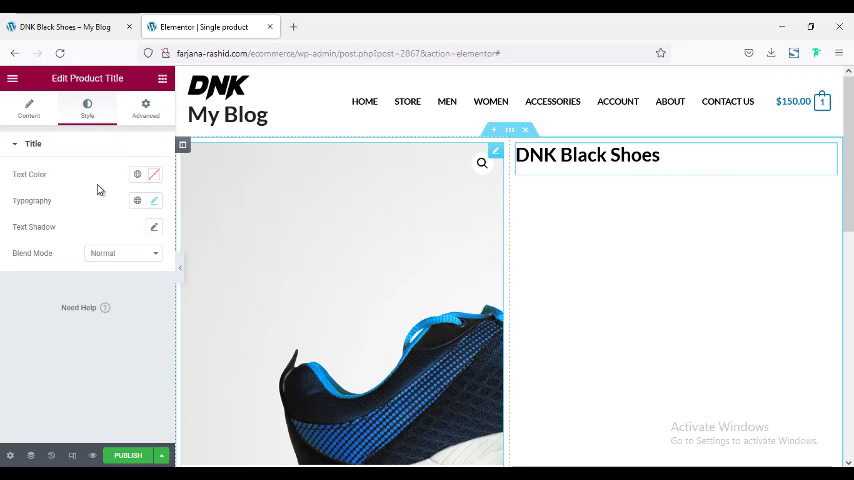 DNK Black Shoes — My Blog
Elementor | Single product
farjana-rashid.com/ecommerce/wp-admin/post.php?post=2867&action=elementor#
Edit Product Title
Content
Style
Advanced
Title
Text Color
Typography
Text Shadow
Blend Mode
Normal
Need Help ?
PUBLISH
DNK
My Blog
HOME
STORE
MEN
WOMEN
ACCESSORIES
ACCOUNT
ABOUT
CONTACT US
$150.00
1
DNK Black Shoes
Activate Windows
Go to Settings to activate Windows.